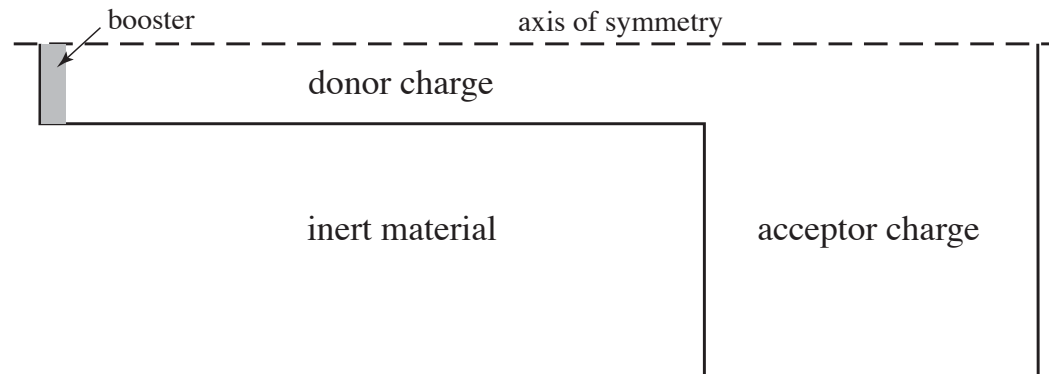 booster
axis of symmetry
donor charge
inert material
acceptor charge